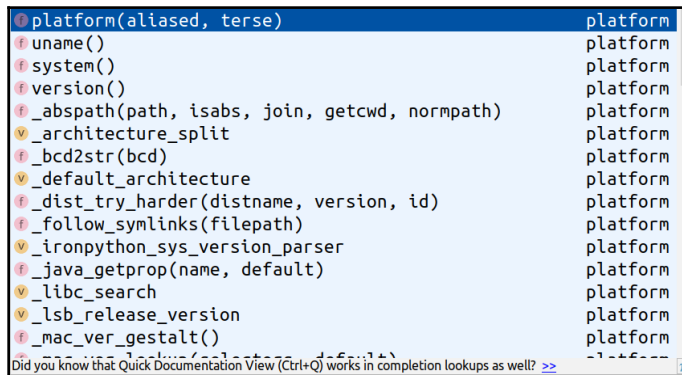 platform(aliased, terse) platform
uname() platform
system() platform
version() platform
_abspath(path, isabs, join, getcwd, normpath) platform
_architecture_split platform
_bcd2str(bcd) platform
_default_architecture platform
_dist_try_harder(distname, version, id) platform
_follow_symlinks(filepath) platform
_ironpython_sys_version_parser platform
_java_getprop(name, default) platform
_libc_search platform
_lsb_release_version platform
_mac_ver_gestalt() platform
Did you know that Quick Documentation View (Ctrl+Q) works in completion lookups as well? >>